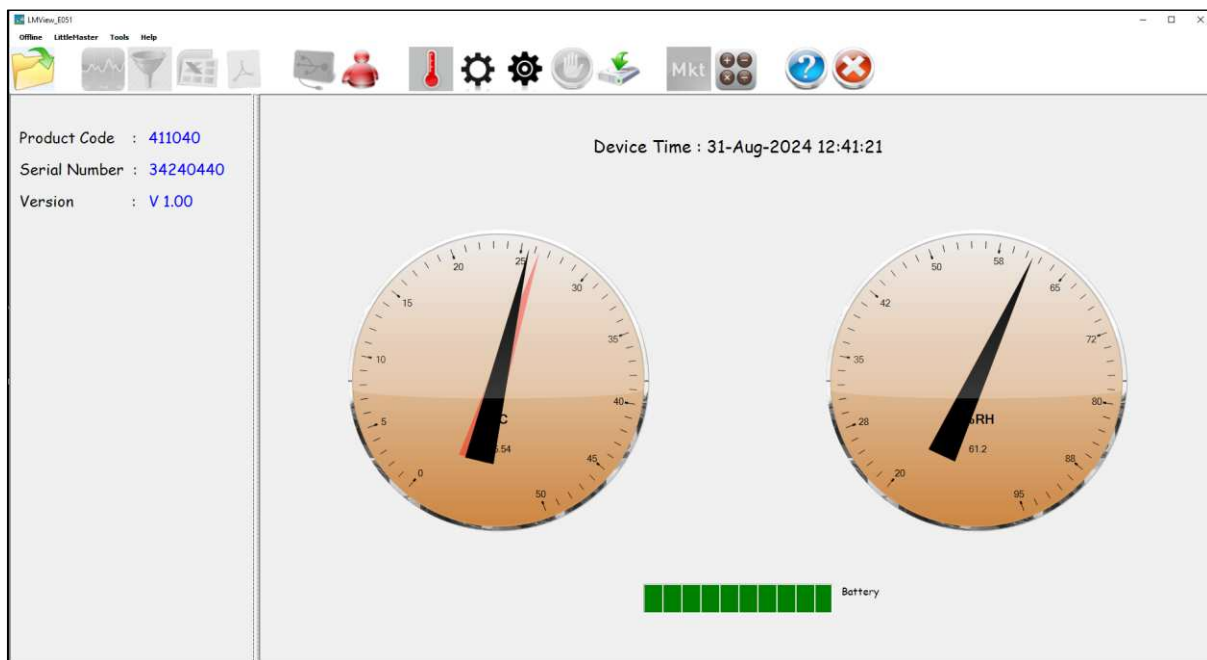 LMView_E051
Offline LittleMaster Tools Help
Mkt
Product Code : 411040
Serial Number : 34240440
Version : V 1.00
Device Time : 31-Aug-2024 12:41:21
0
5
10
15
20
25
30
35
40
45
50
C
.54
20
28
35
42
50
58
65
72
80
88
95
%RH
61.2
Battery